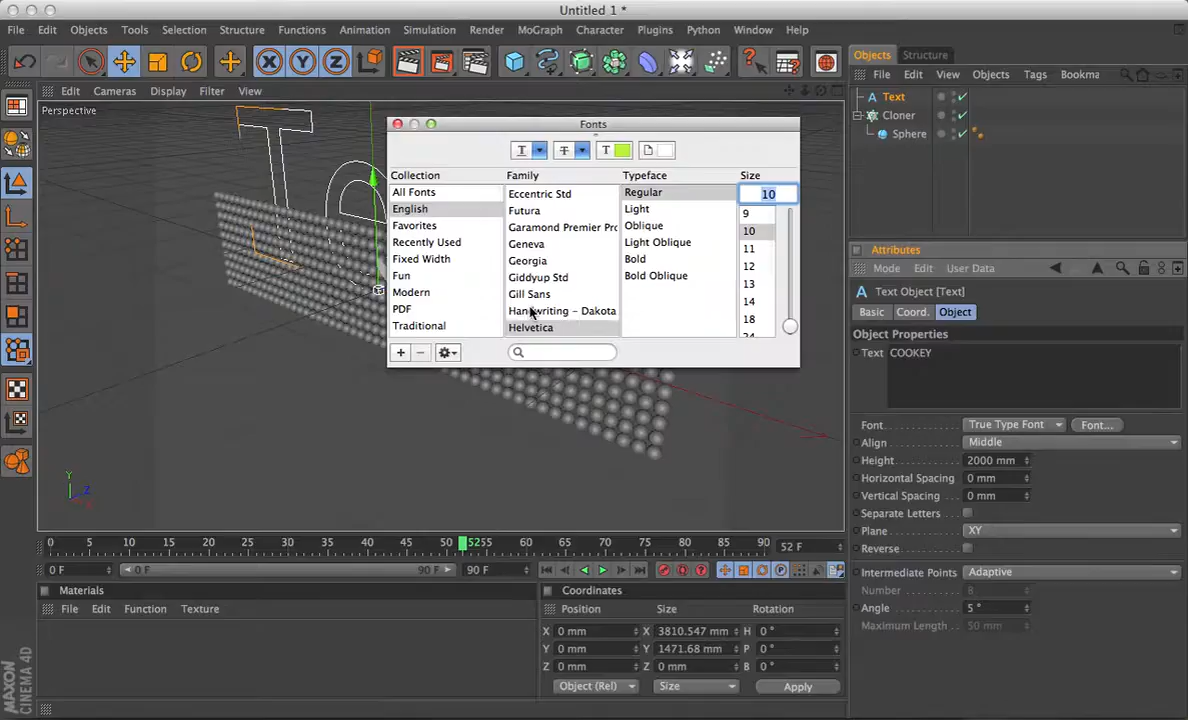 Untitled 1 *
File Edit Objects Tools Selection Structure Functions Animation Simulation Render MoGraph Character Plugins Python Window Help
Objects Structure
File Edit View Objects Tags Bookma
Edit Cameras Display Filter View
Perspective
Text
Cloner
Sphere
Fonts
Collection Family Typeface Size
All Fonts
English
Favorites
Recently Used
Fixed Width
Fun
Modern
PDF
Traditional
Eccentric Std
Futura
Garamond Premier Prc
Geneva
Georgia
Giddyup Std
Gill Sans
Handwriting - Dakota
Helvetica
Regular
Light
Oblique
Light Oblique
Bold
Bold Oblique
10
9
10
11
12
13
14
18
24
Attributes
Mode Edit User Data
Text Object [Text]
Basic Coord. Object
Object Properties
Text COOKEY
Font True Type Font Font...
Align Middle
Height 2000 mm
Horizontal Spacing 0 mm
Vertical Spacing 0 mm
Separate Letters
Plane XY
Reverse
Intermediate Points Adaptive
Number 8
Angle 5 °
Maximum Length 50 mm
Y
Z
X
0 5 10 15 20 25 30 35 40 45 5255 60 65 70 75 80 85 90 52 F
0 F 0 F 90 F 90 F
Materials
File Edit Function Texture
Coordinates
Position Size Rotation
X 0 mm X 3810.547 mm H 0 °
Y 0 mm Y 1471.68 mm P 0 °
Z 0 mm Z 0 mm B 0 °
Object (Rel) Size Apply
MAXON
CINEMA 4D